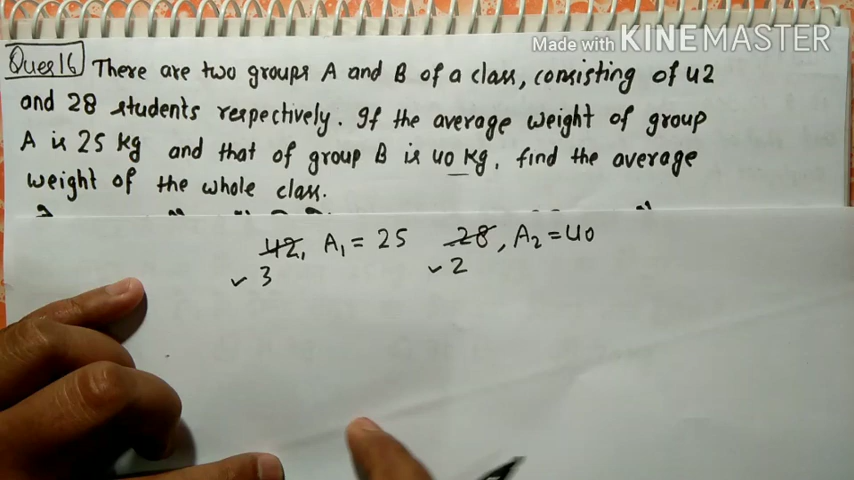 Made with KINEMASTER
Ques 16 There are two groups A and B of a class, consisting of 42
and 28 students respectively. If the average weight of group
A is 25 kg and that of group B is 40 kg, find the average
weight of the whole class.
42, A₁ = 25 28, A₂ = 40
✓ 3 ✓ 2